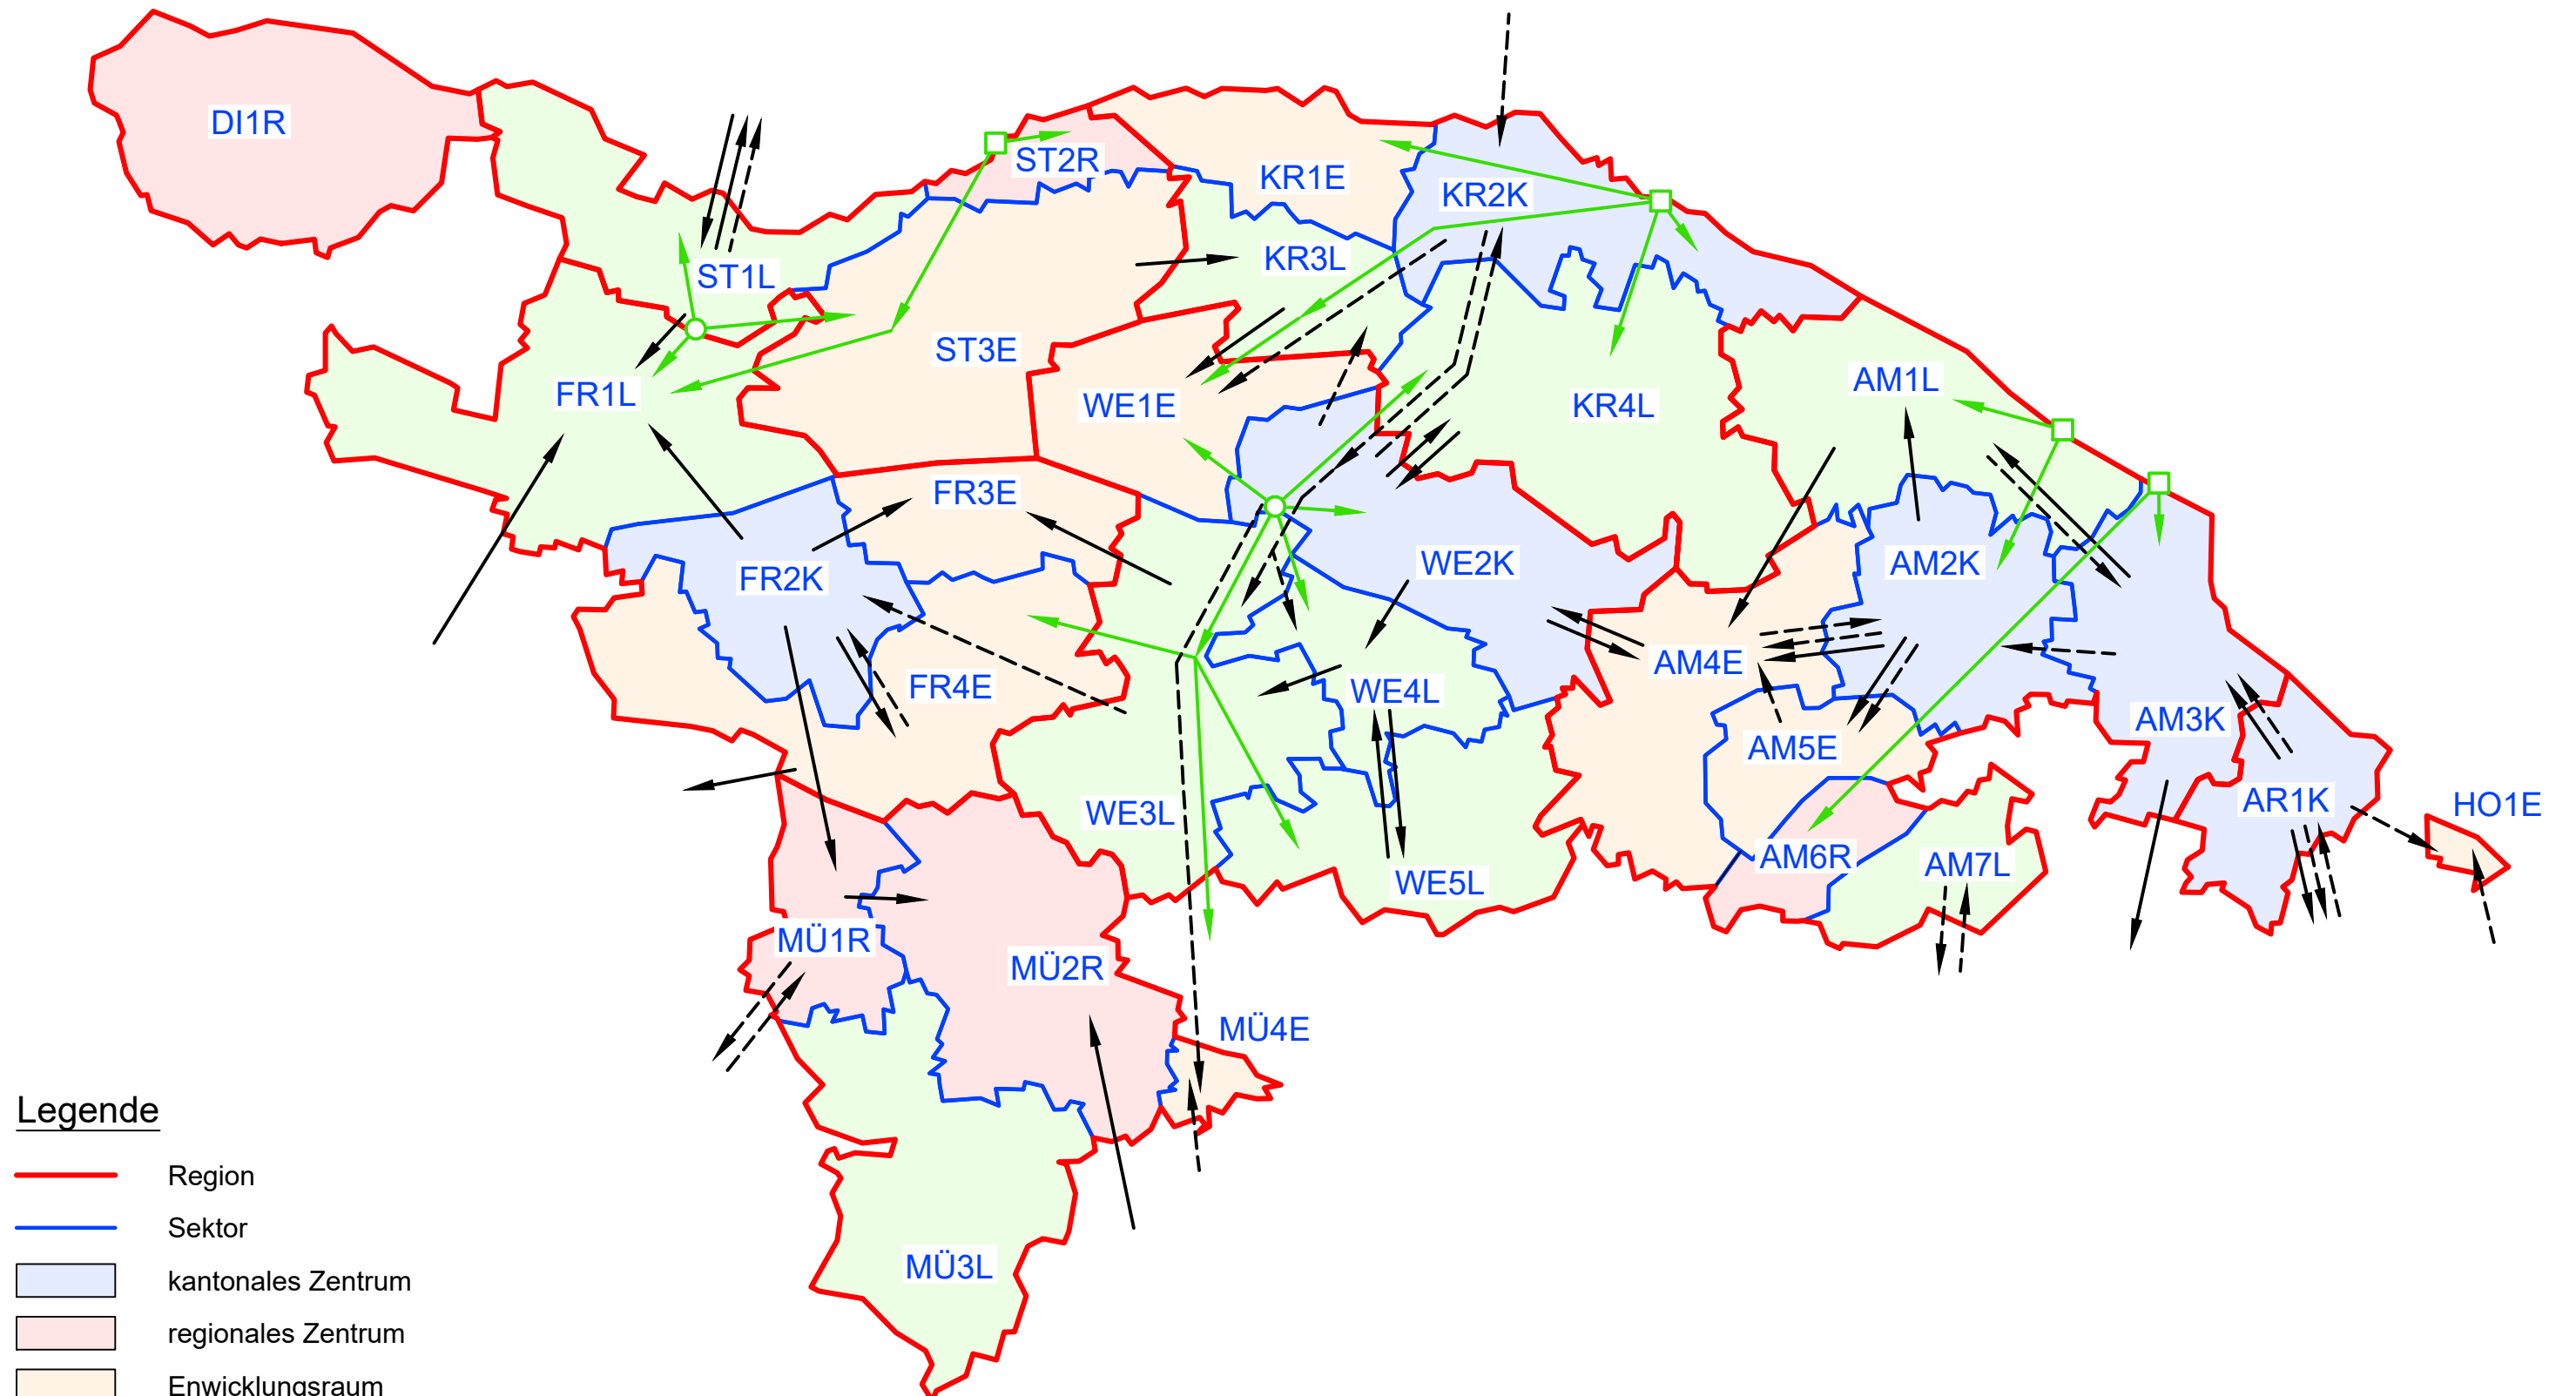 DI1R
ST2R
KR1E
KR2K
KR3L
ST1L
ST3E
AM1L
FR1L
WE1E
KR4L
FR3E
WE2K
AM2K
FR2K
AM4E
FR4E
WE4L
AM3K
AM5E
AR1K
HO1E
WE3L
AM6R
AM7L
WE5L
MÜ1R
MÜ2R
MÜ4E
MÜ3L
Legende
Region
Sektor
kantonales Zentrum
regionales Zentrum
Enwicklungsraum